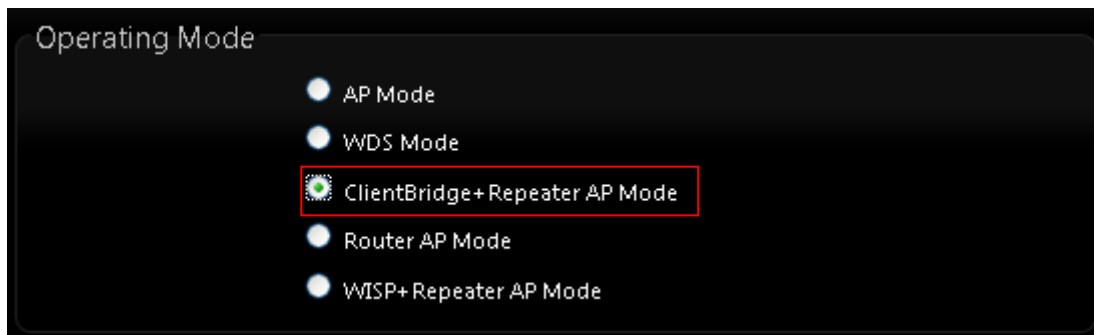 Operating Mode
AP Mode
WDS Mode
ClientBridge+Repeater AP Mode
Router AP Mode
WISP+Repeater AP Mode